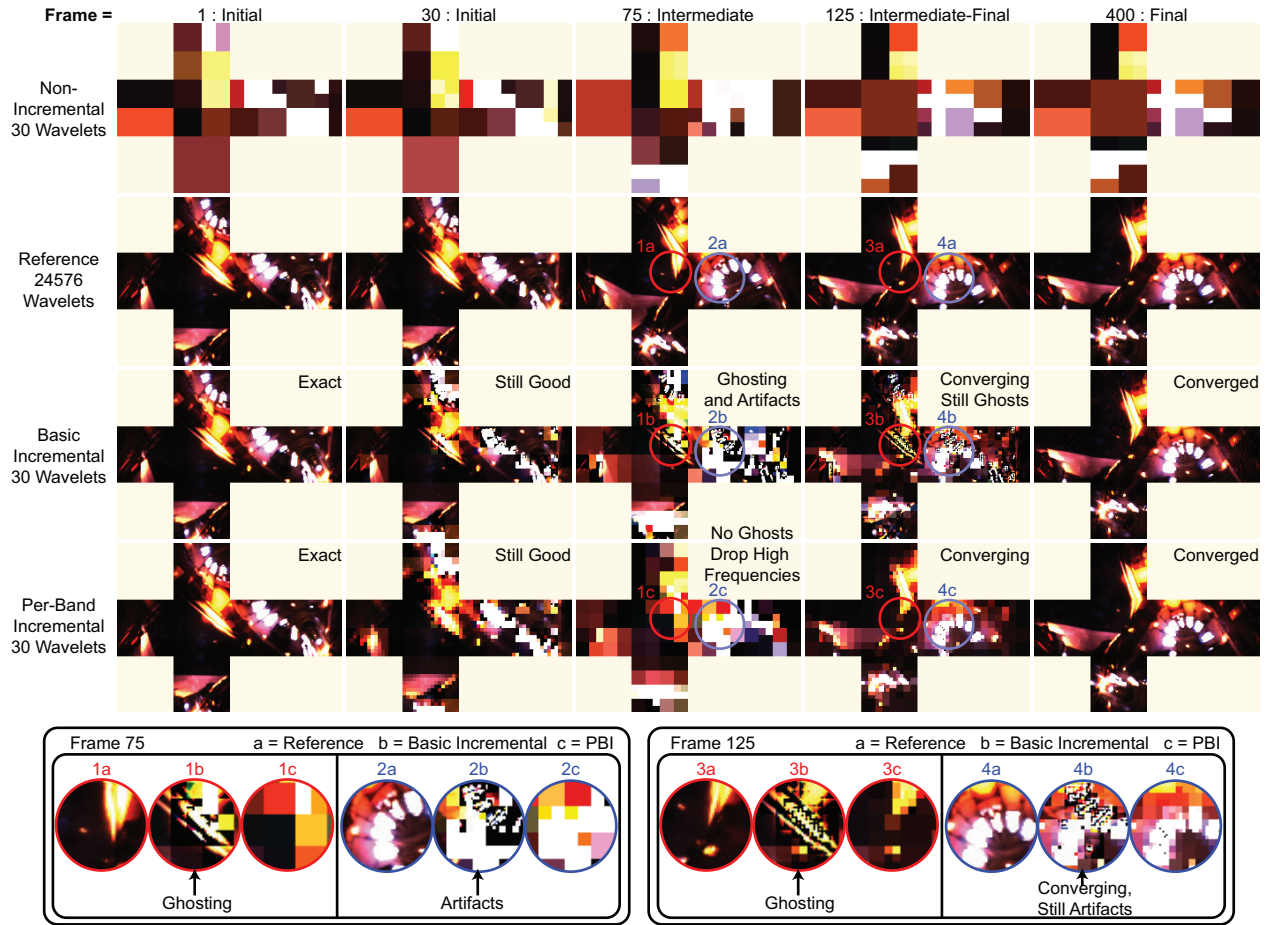 Frame = 1 : Initial 30 : Initial 75 : Intermediate 125 : Intermediate-Final 400 : Final
Non-
Incremental
30 Wavelets
Reference
24576
Wavelets
1a 2a 3a 4a
Basic
Incremental
30 Wavelets
Exact
Still Good
Ghosting
and Artifacts
1b 2b
Converging
Still Ghosts
3b 4b
Converged
Per-Band
Incremental
30 Wavelets
Exact
Still Good
No Ghosts
Drop High
Frequencies
1c 2c
Converging
3c 4c
Converged
Frame 75 a = Reference b = Basic Incremental c = PBI
1a 1b 1c 2a 2b 2c
Ghosting
Artifacts
Frame 125 a = Reference b = Basic Incremental c = PBI
3a 3b 3c 4a 4b 4c
Ghosting
Converging,
Still Artifacts